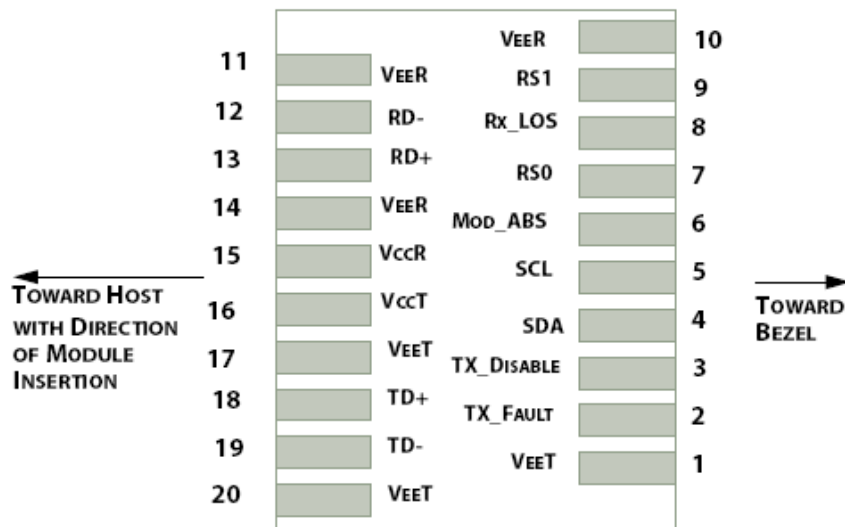 11 VEER
12 RD-
13 RD+
14 VEER
15 VCCR
16 VCCT
17 VEET
18 TD+
19 TD-
20 VEET
TOWARD HOST
WITH DIRECTION
OF MODULE
INSERTION
VEER 10
RS1 9
RX_LOS 8
RS0 7
MOD_ABS 6
SCL 5
SDA 4
TX_DISABLE 3
TX_FAULT 2
VEET 1
TOWARD
BEZEL